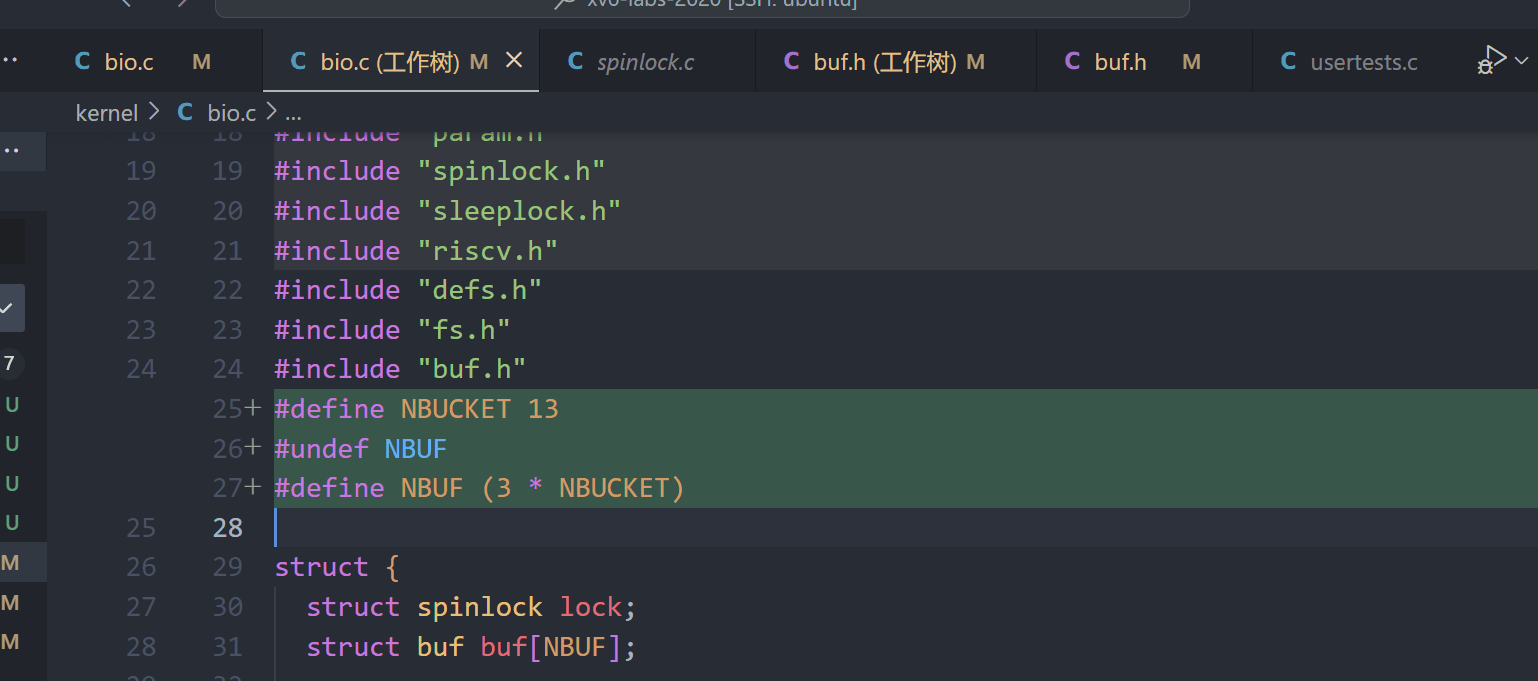 xv6-labs-2020 [SSH: ubuntu]
C bio.c M C bio.c (工作树) M × C spinlock.c C buf.h (工作树) M C buf.h M C usertests.c
kernel > C bio.c > ...
18 18 #include "param.h"
19 19 #include "spinlock.h"
20 20 #include "sleeplock.h"
21 21 #include "riscv.h"
22 22 #include "defs.h"
23 23 #include "fs.h"
7
24 24 #include "buf.h"
U 25+ #define NBUCKET 13
U 26+ #undef NBUF
U 27+ #define NBUF (3 * NBUCKET)
U 25 28
M 26 29 struct {
M 27 30 struct spinlock lock;
M 28 31 struct buf buf[NBUF];